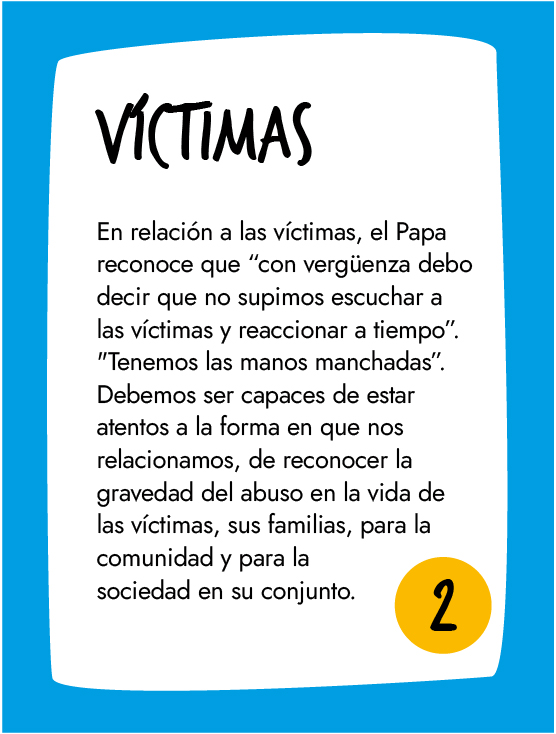 VÍCTIMAS
En relación a las víctimas, el Papa
reconoce que “con vergüenza debo
decir que no supimos escuchar a
las víctimas y reaccionar a tiempo”.
"Tenemos las manos manchadas”.
Debemos ser capaces de estar
atentos a la forma en que nos
relacionamos, de reconocer la
gravedad del abuso en la vida de
las víctimas, sus familias, para la
comunidad y para la
sociedad en su conjunto.
2